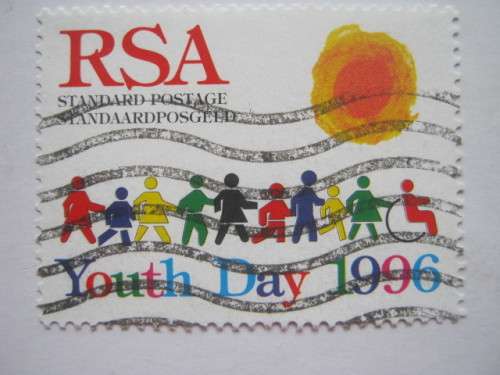 RSA
STANDARD POSTAGE
STANDAARDPOSGELD
Youth Day 1996